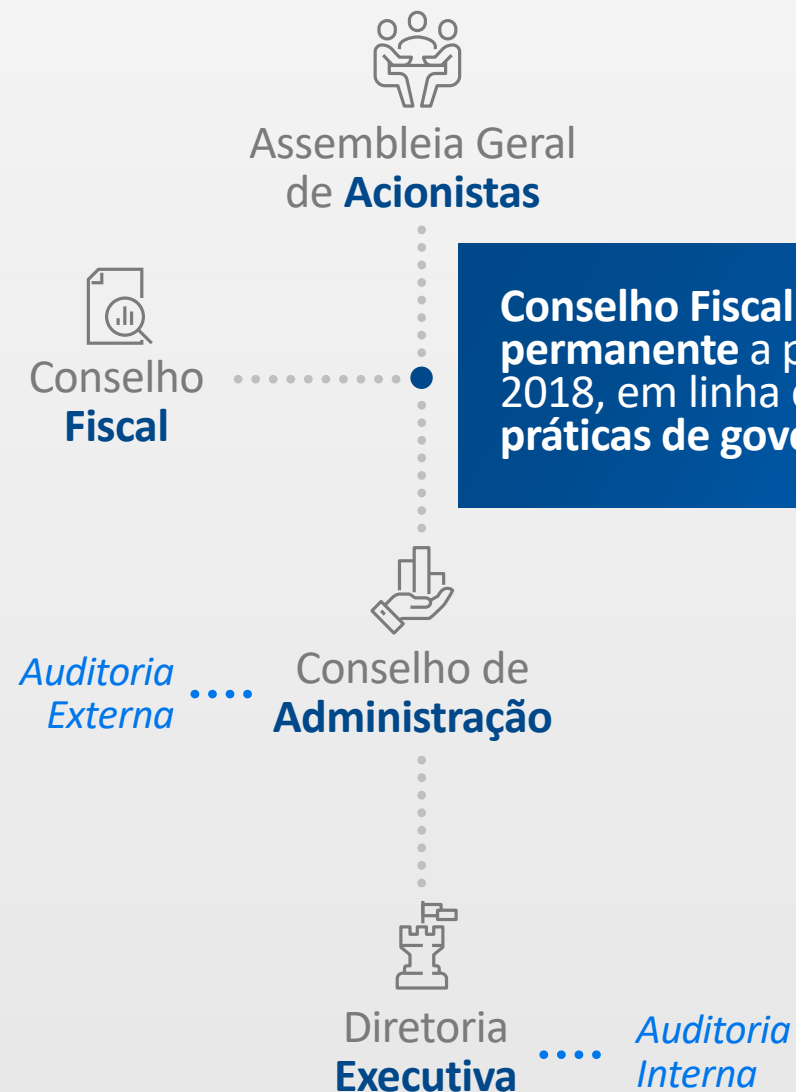 Assembleia Geral
de Acionistas
Conselho
Fiscal
Conselho Fiscal
permanente a
2018, em linha
práticas de
Auditoria
Externa
Conselho de
Administração
Diretoria
Executiva
Auditoria
Interna